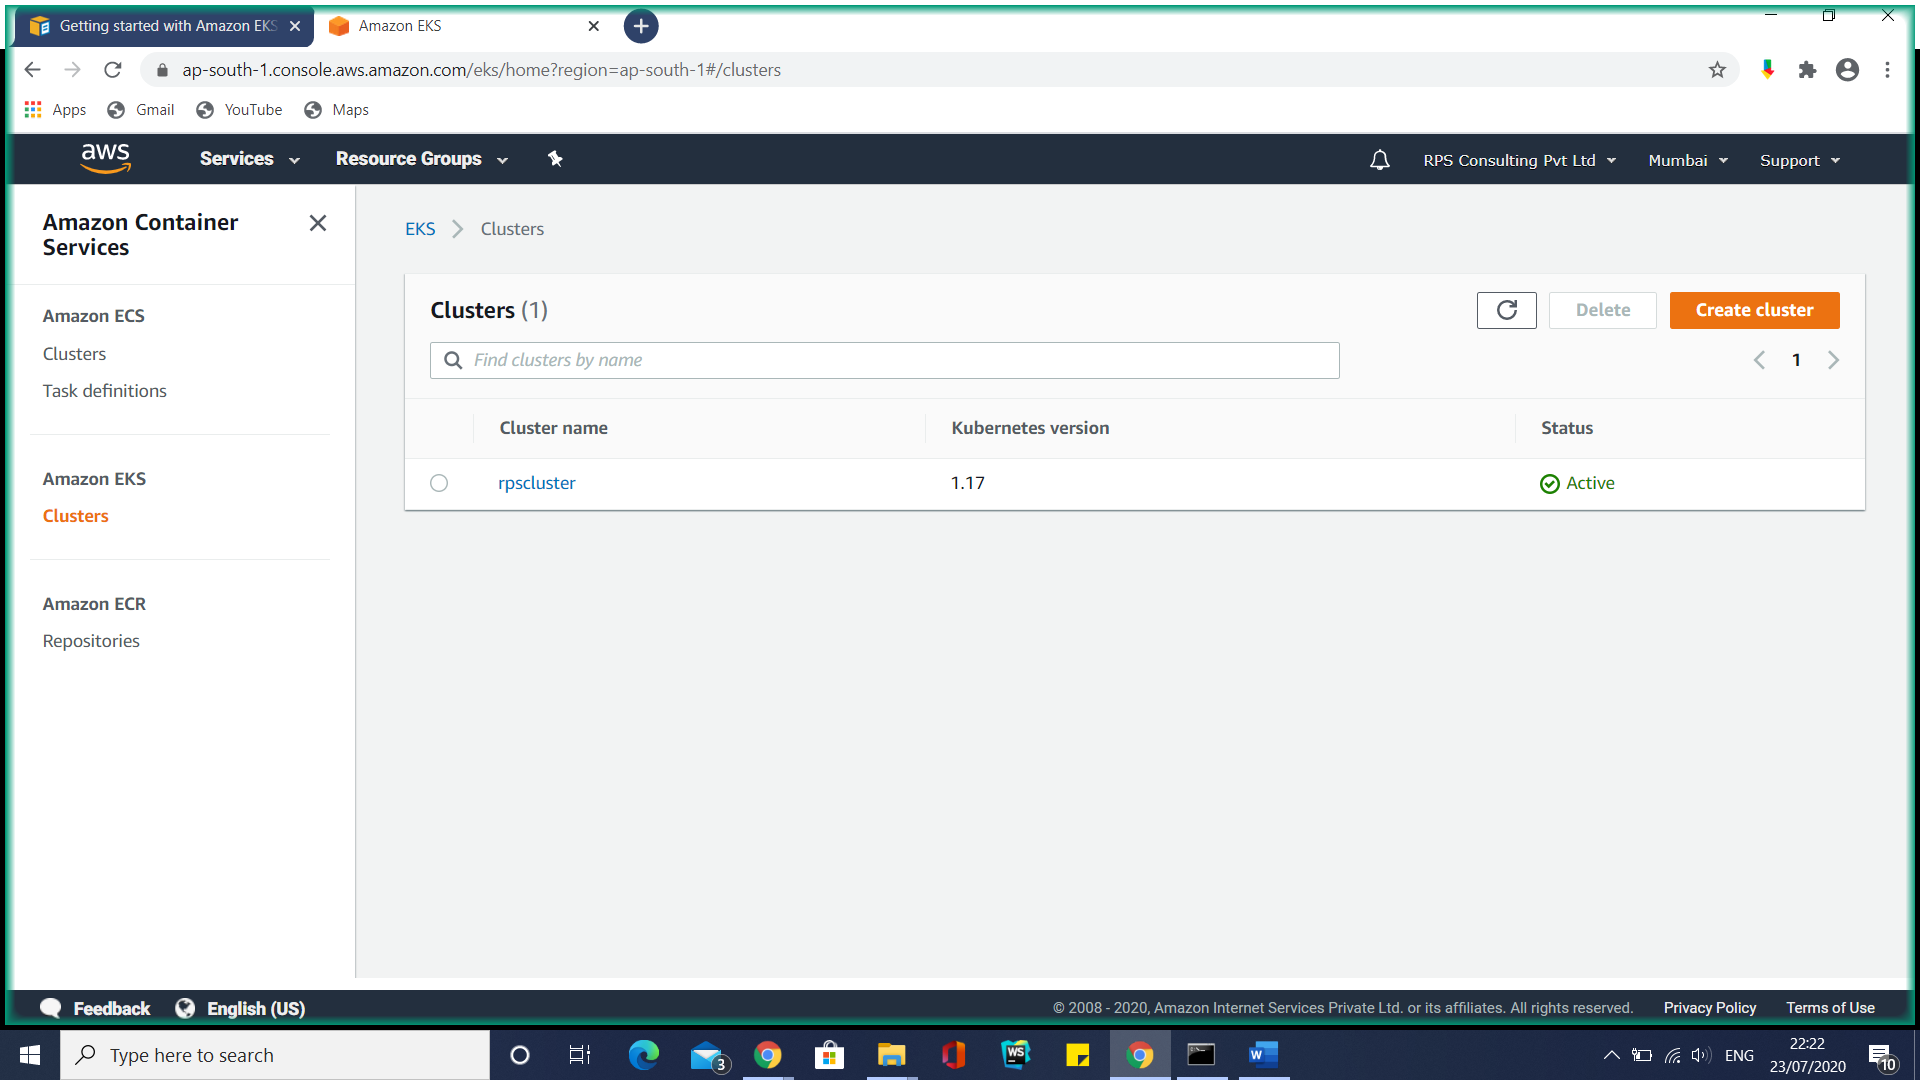 Getting started with Amazon EKS
Amazon EKS
ap-south-1.console.aws.amazon.com/eks/home?region=ap-south-1#/clusters
Apps
Gmail
YouTube
Maps
aws
Services
Resource Groups
RPS Consulting Pvt Ltd
Mumbai
Support
Amazon Container
Services
Amazon ECS
Clusters
Task definitions
Amazon EKS
Clusters
Amazon ECR
Repositories
EKS
Clusters
Clusters (1)
Delete
Create cluster
Find clusters by name
1
Cluster name
Kubernetes version
Status
rpscluster
1.17
Active
Feedback
English (US)
© 2008 - 2020, Amazon Internet Services Private Ltd. or its affiliates. All rights reserved.
Privacy Policy
Terms of Use
Type here to search
3
WS
W
ENG
22:22
23/07/2020
10